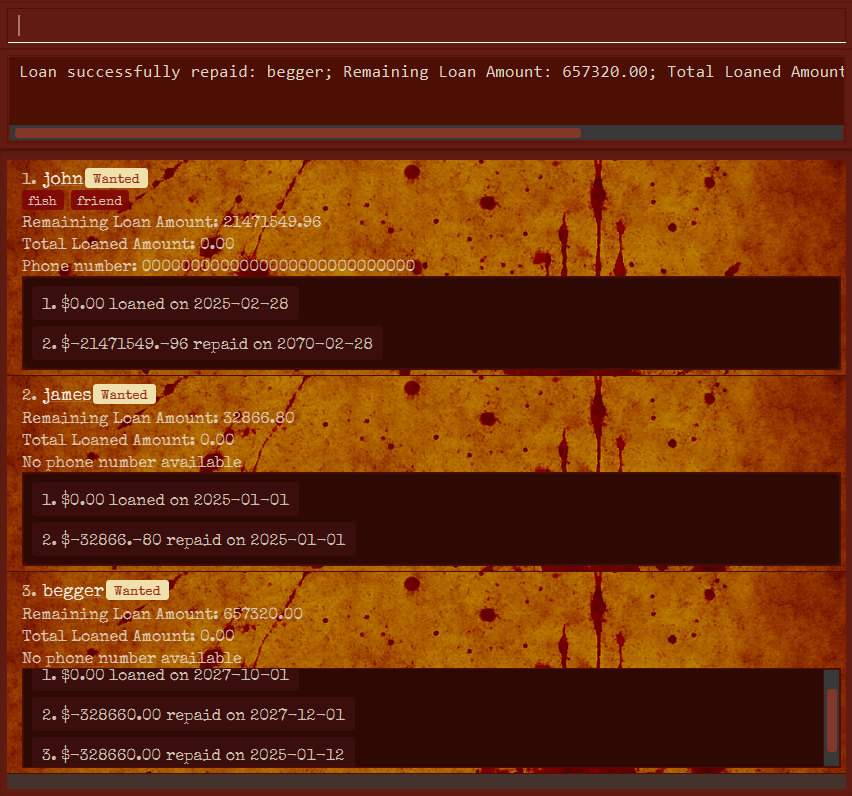 Loan successfully repaid: begger; Remaining Loan Amount: 657320.00; Total Loaned Amount
1. john Wanted
fish friend
Remaining Loan Amount: 21471549.96
Total Loaned Amount: 0.00
Phone number: 000000000000000000000000000000
1. $0.00 loaned on 2025-02-28
2. $-21471549.-96 repaid on 2070-02-28
2. james Wanted
Remaining Loan Amount: 32866.80
Total Loaned Amount: 0.00
No phone number available
1. $0.00 loaned on 2025-01-01
2. $-32866.-80 repaid on 2025-01-01
3. begger Wanted
Remaining Loan Amount: 657320.00
Total Loaned Amount: 0.00
No phone number available
1. $0.00 loaned on 2027-10-01
2. $-328660.00 repaid on 2027-12-01
3. $-328660.00 repaid on 2025-01-12